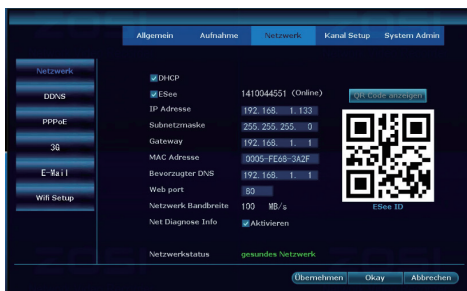 Allgemein Aufnahme Netzwerk Kanal Setup System Admin
Netzwerk
DDNS
PPPoE
3G
E-Mail
Wifi Setup
DHCP
ESee 1410044551 (Online) QR Code anzeigen
IP Adresse 192.168. 1.133
Subnetzmaske 255.255.255. 0
Gateway 192.168. 1. 1
MAC Adresse 0005-FE68-3A2F
Bevorzugter DNS 192.168. 1. 1
Web port 80
Netzwerk Bandbreite 100 MB/s
Net Diagnose Info Aktivieren
ESee ID
Netzwerkstatus gesundes Netzwerk
Übernehmen Okay Abbrechen